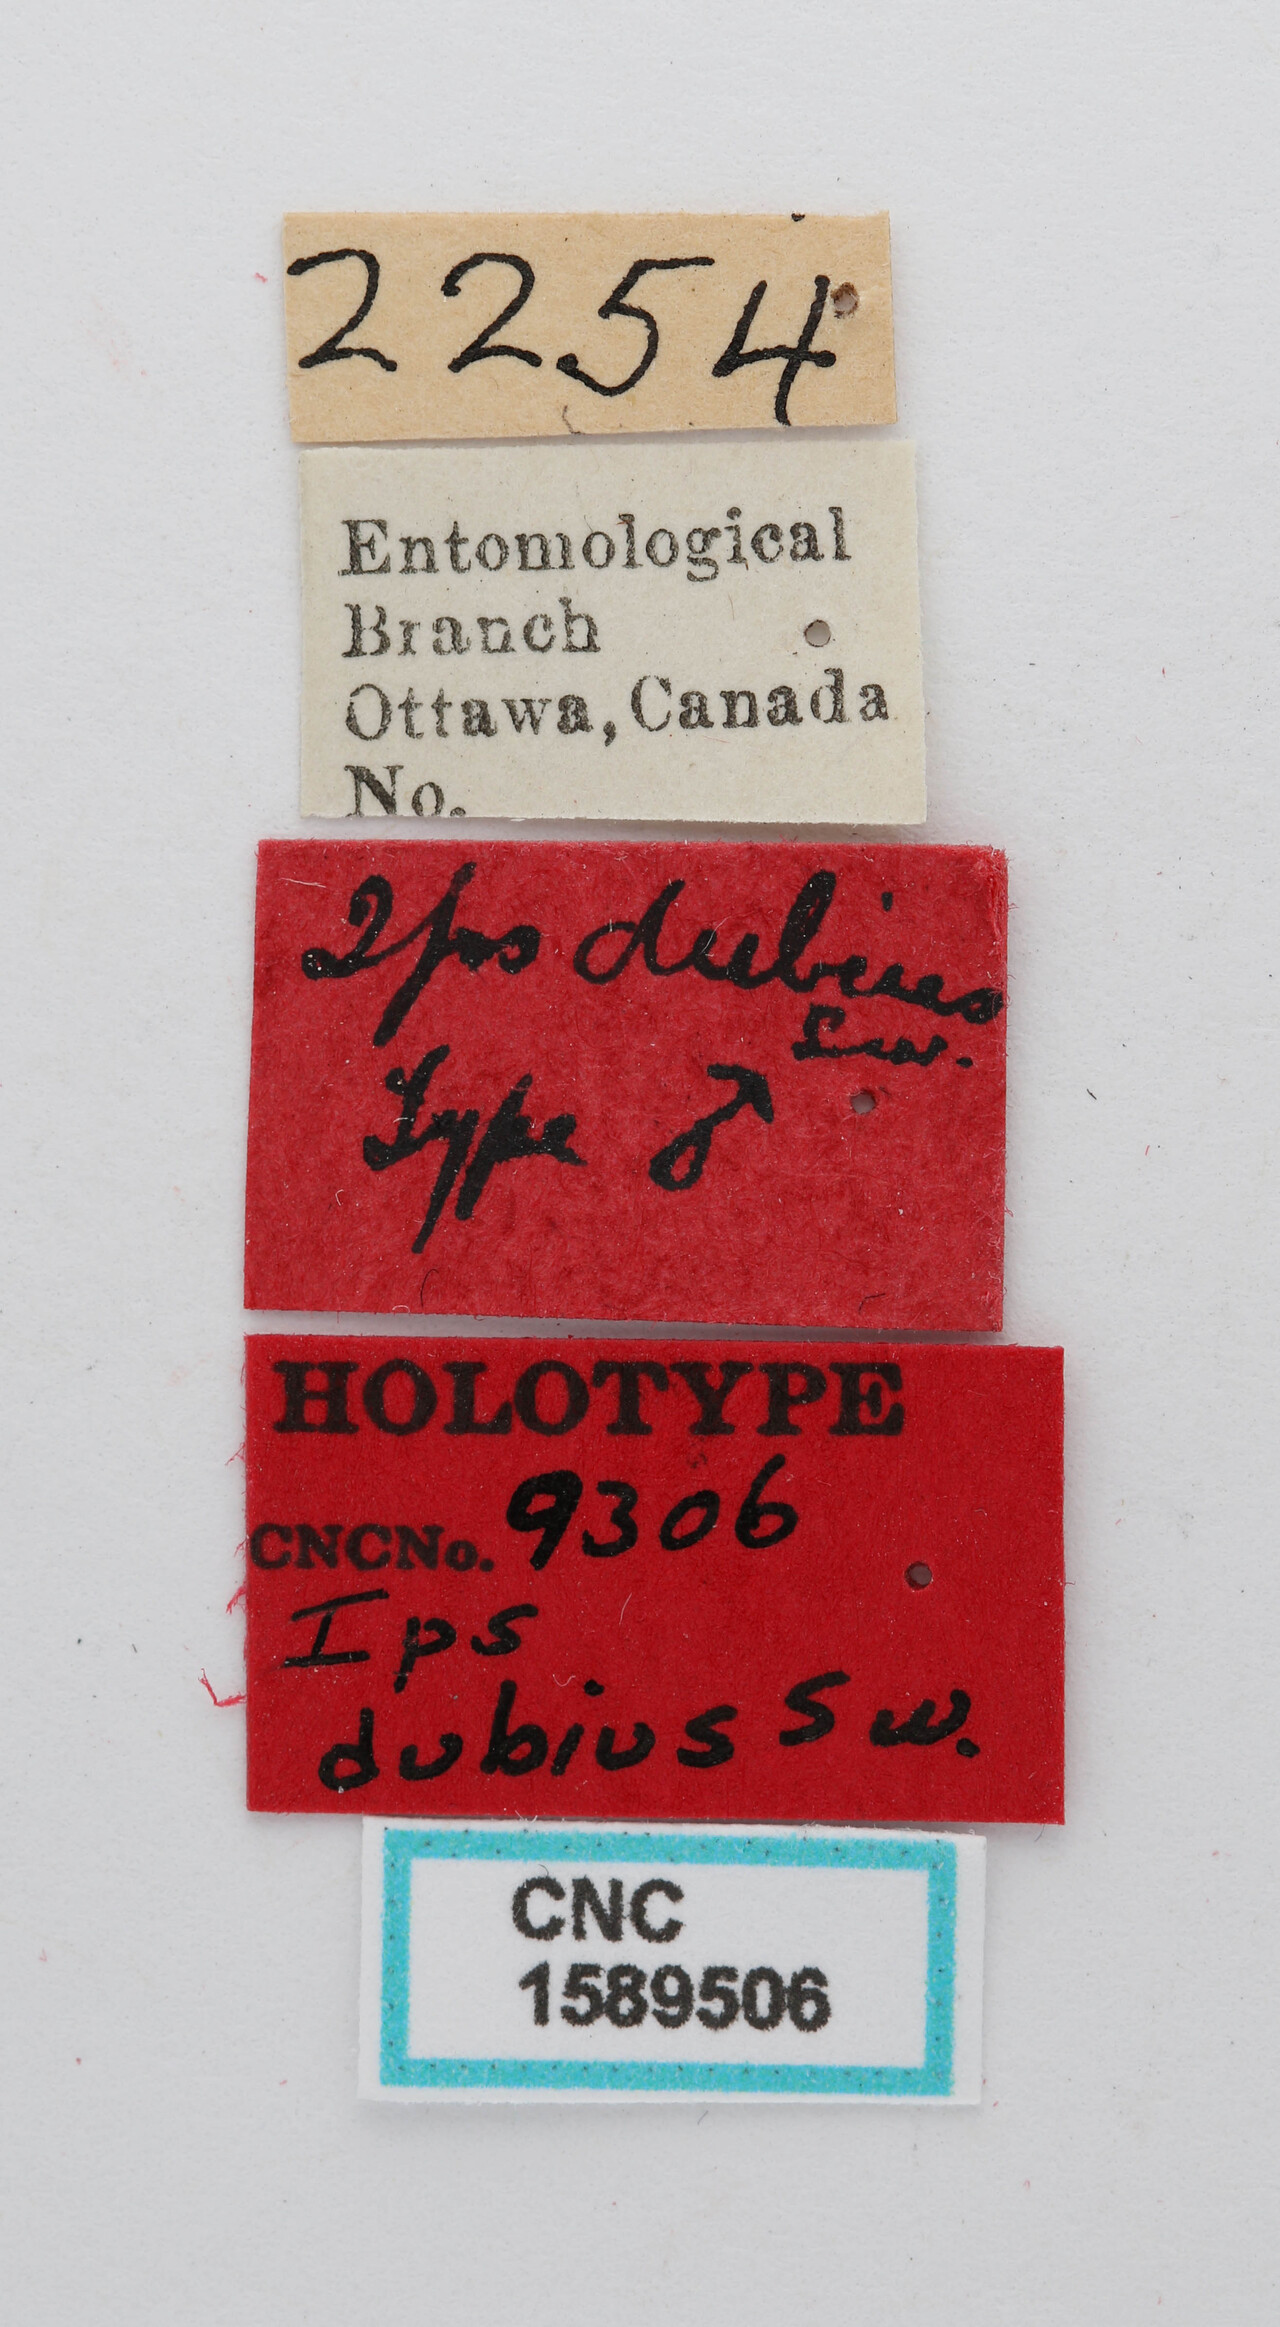 2254
Entomological
Branch
Ottawa, Canada
No.
Ips dubius
Sw.
Type ♂
HOLOTYPE
CNCNo. 9306
Ips
dubius Sw.
CNC
1589506